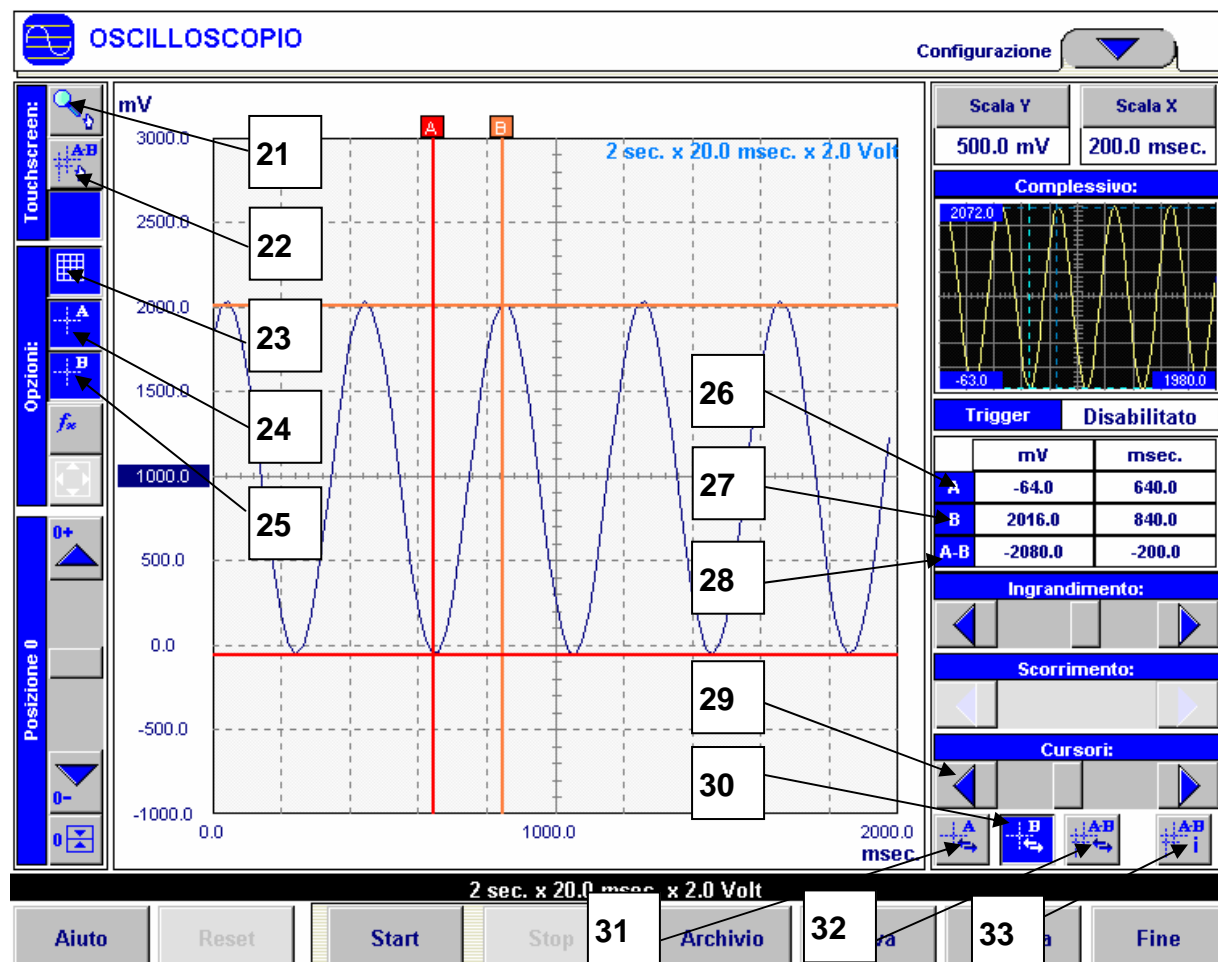 OSCILLOSCOPIO
Configurazione
Touchscreen:
A-B
Opzioni:
A
B
fx
Posizione 0
0+
0-
0
mV
3000.0
2500.0
2000.0
1500.0
1000.0
500.0
0.0
-500.0
-1000.0
A
B
2 sec. x 20.0 msec. x 2.0 Volt
0.0
1000.0
2000.0
msec.
21
22
23
24
25
26
27
28
29
30
Scala Y
Scala X
500.0 mV
200.0 msec.
Complessivo:
2072.0
-63.0
1980.0
Trigger
Disabilitato
mV
msec.
A
-64.0
640.0
B
2016.0
840.0
A-B
-2080.0
-200.0
Ingrandimento:
Scorrimento:
Cursori:
A
B
A-B
A-B
i
2 sec. x 20.0 msec. x 2.0 Volt
Aiuto
Reset
Start
Stop
31
Archivio
32
33
Fine